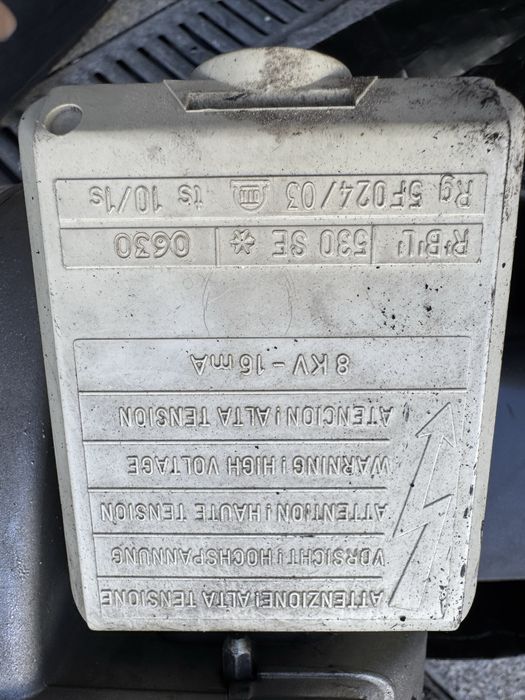 ATTENZIONE!ALTA TENSIONE
VORSICHT!HOCHSPANNUNG
ATTENTION!HAUTE TENSION
WARNING!HIGH VOLTAGE
ATENCION!ALTA TENSION
8 KV - 15 mA
R.B.L. 530 SE * 0630
Rg 5F024/03 ts 10/1s